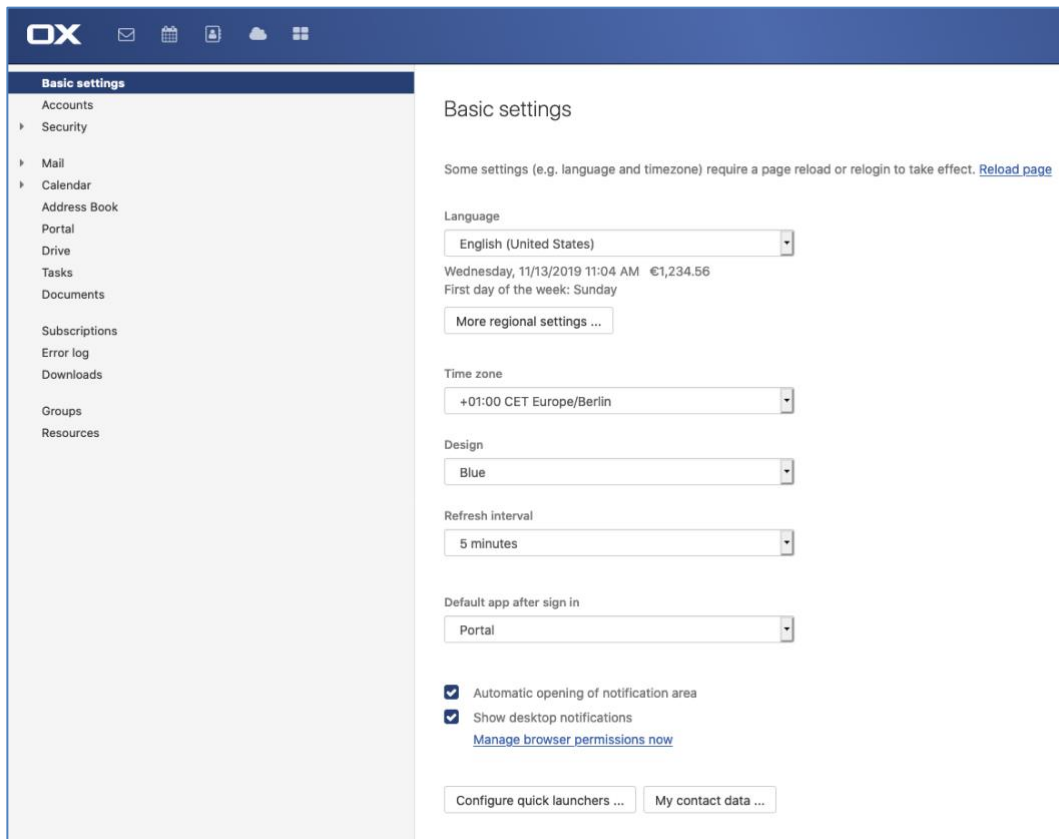 OX
Basic settings
Accounts
Security
Mail
Calendar
Address Book
Portal
Drive
Tasks
Documents
Subscriptions
Error log
Downloads
Groups
Resources
Basic settings
Some settings (e.g. language and timezone) require a page reload or relogin to take effect. Reload page
Language
English (United States)
Wednesday, 11/13/2019 11:04 AM €1,234.56
First day of the week: Sunday
More regional settings ...
Time zone
+01:00 CET Europe/Berlin
Design
Blue
Refresh interval
5 minutes
Default app after sign in
Portal
Automatic opening of notification area
Show desktop notifications
Manage browser permissions now
Configure quick launchers ... My contact data ...